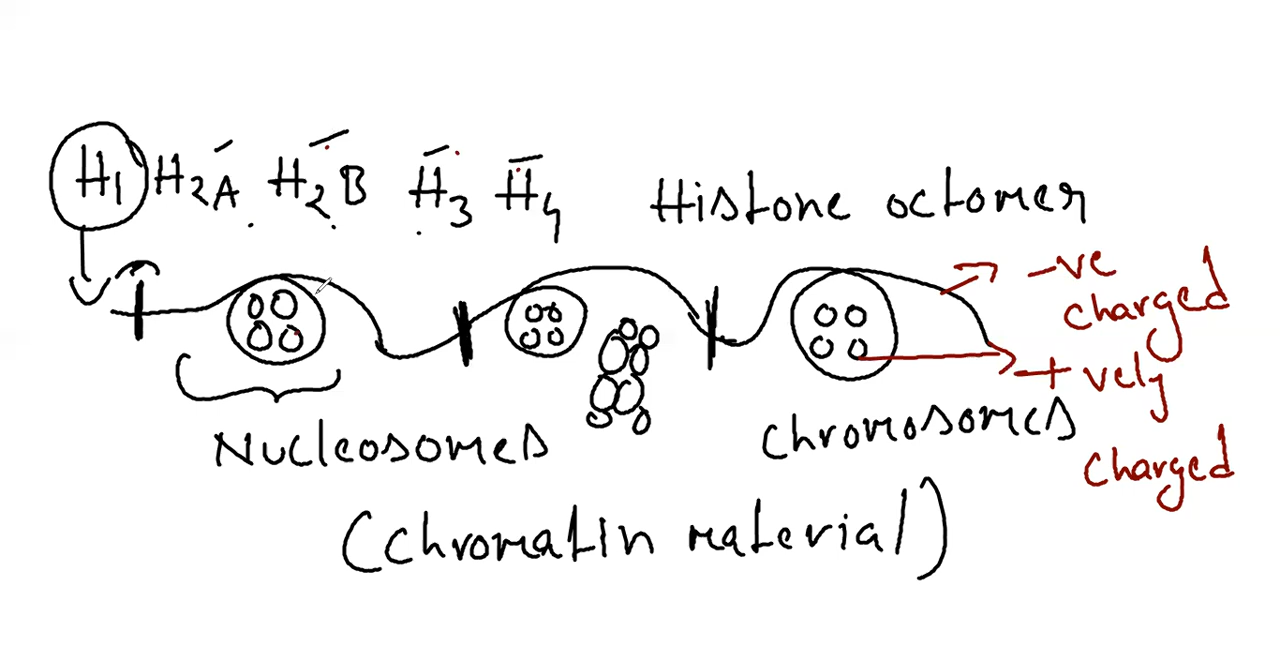 H1 H2A H2B H3 H4 Histone octomer
-ve
charged
+ vely
charged
Nucleosomes
chromosomes
(chromatin material)